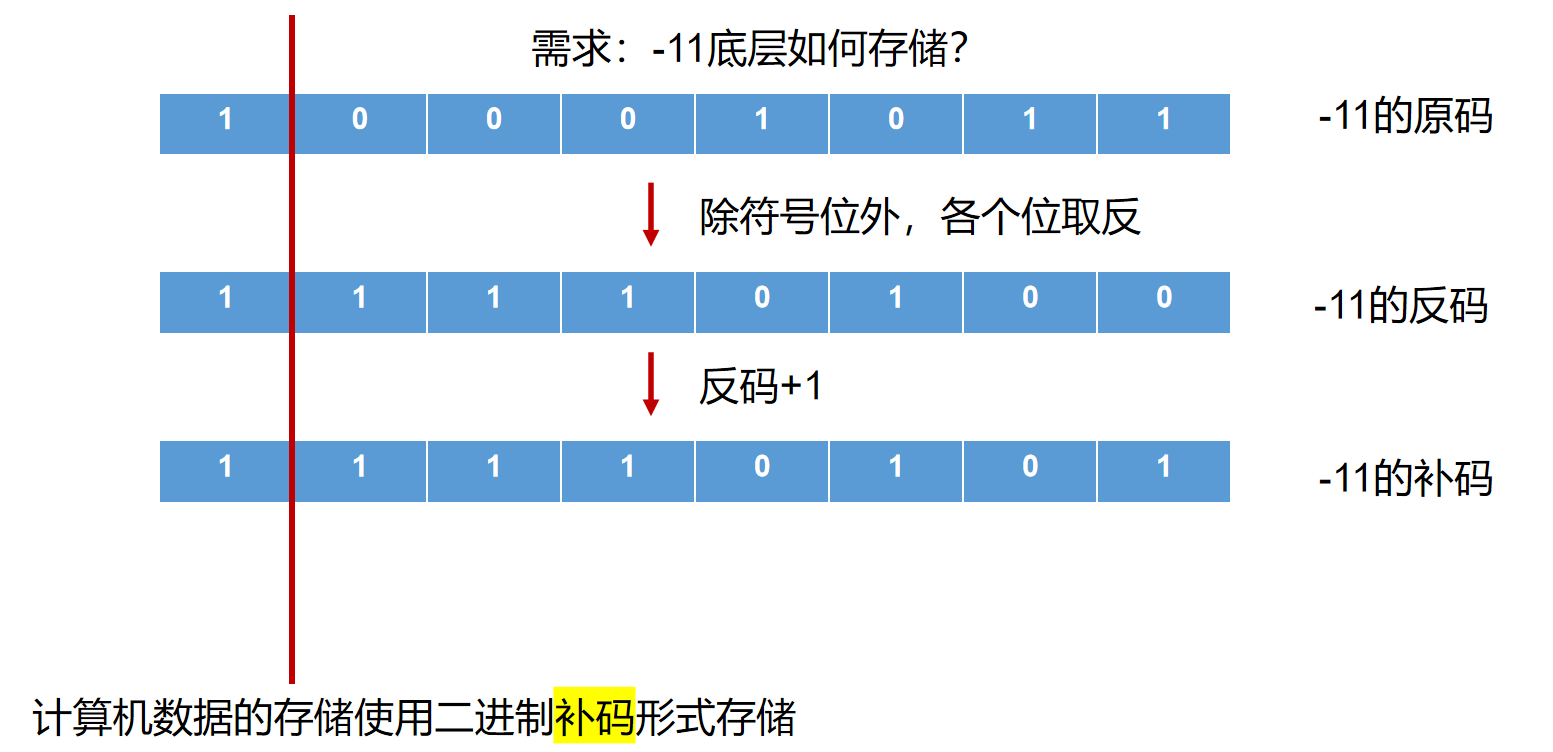 需求：-11底层如何存储？
1 0 0 0 1 0 1 1 -11的原码
除符号位外，各个位取反
1 1 1 1 0 1 0 0 -11的反码
反码+1
1 1 1 1 0 1 0 1 -11的补码
计算机数据的存储使用二进制补码形式存储